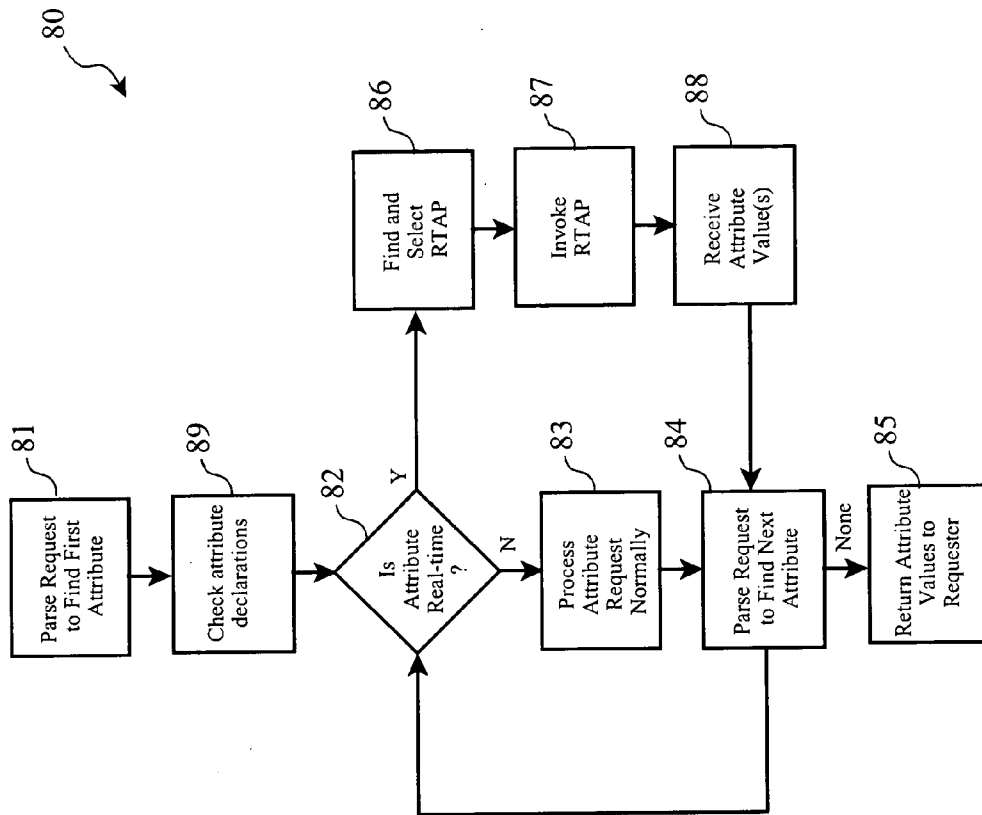 80
81
Parse Request
to Find First
Attribute
89
Check attribute
declarations
82
Is
Attribute
Real-time
?
Y
N
86
Find and
Select
RTAP
87
Invoke
RTAP
88
Receive
Attribute
Value(s)
83
Process
Attribute
Request
Normally
84
Parse Request
to Find Next
Attribute
None
85
Return Attribute
Values to
Requester